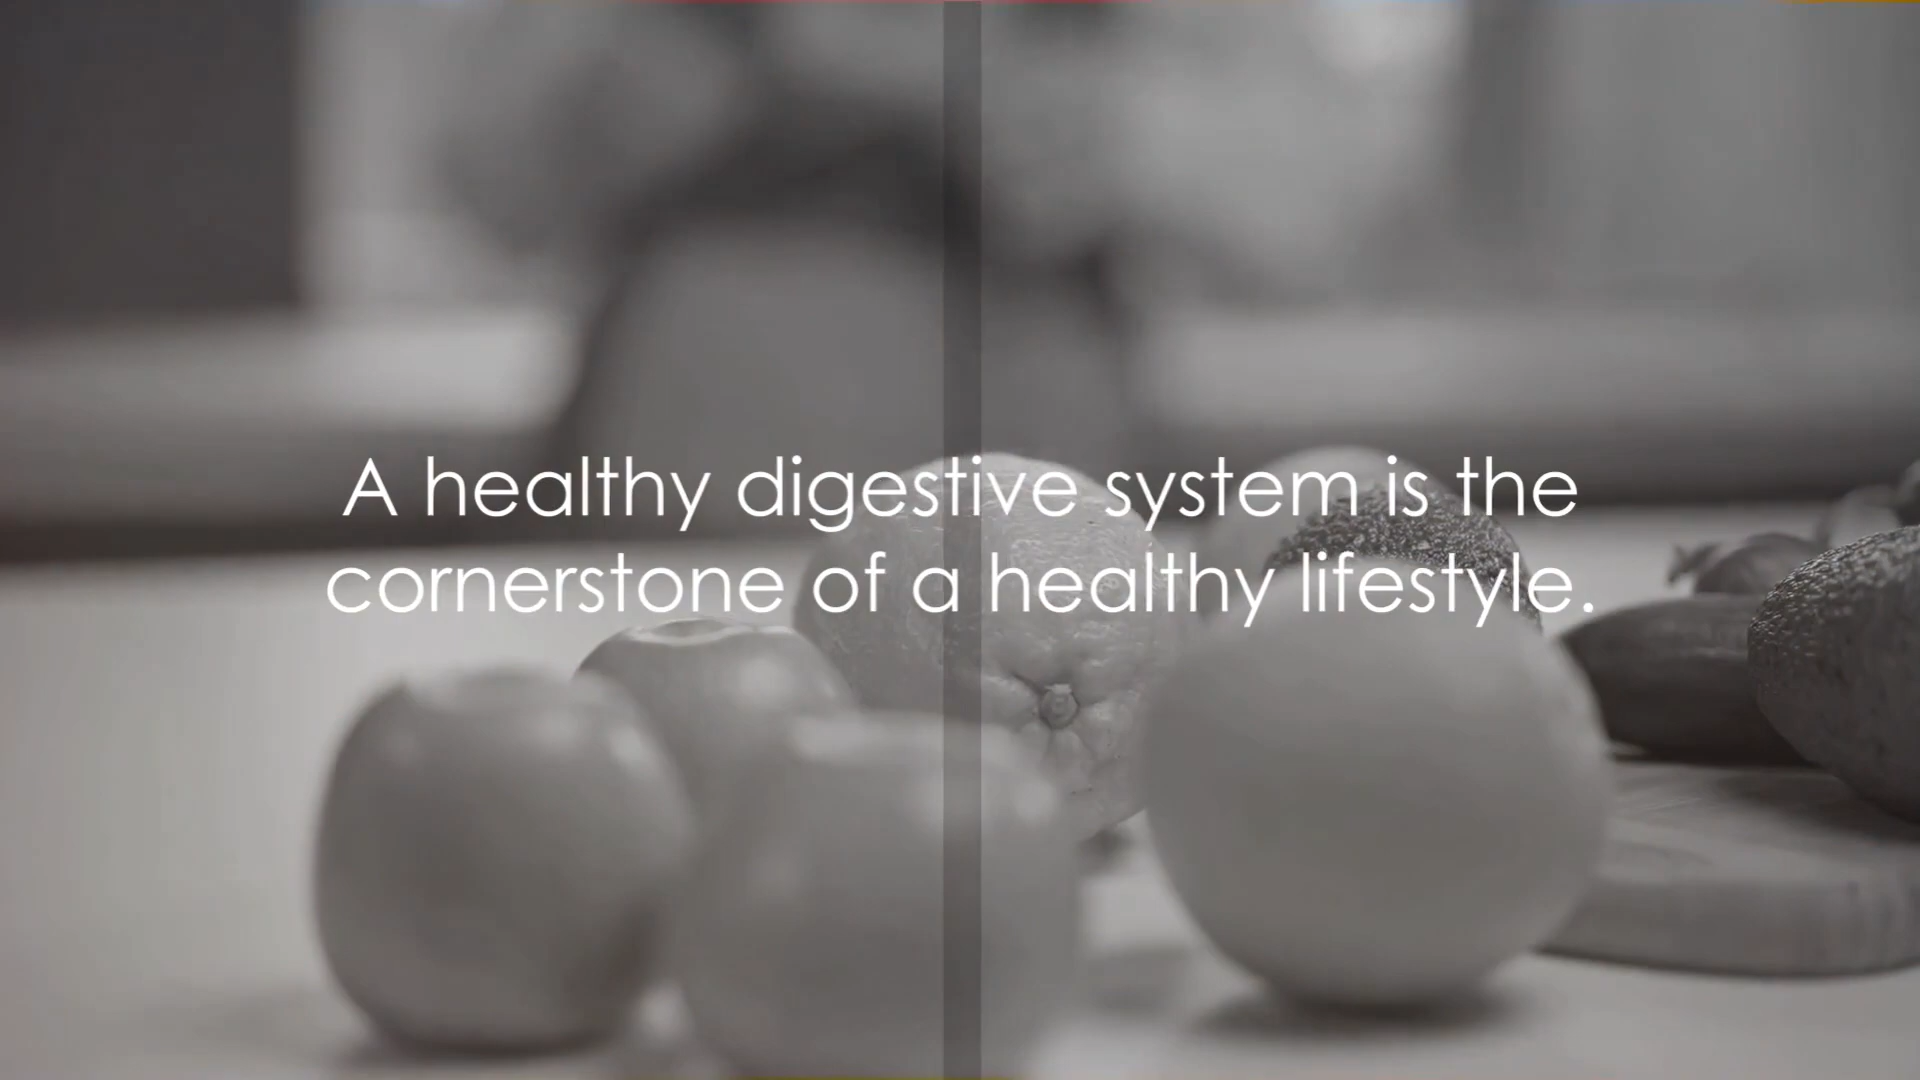 A healthy digestive system is the
cornerstone of a healthy lifestyle.